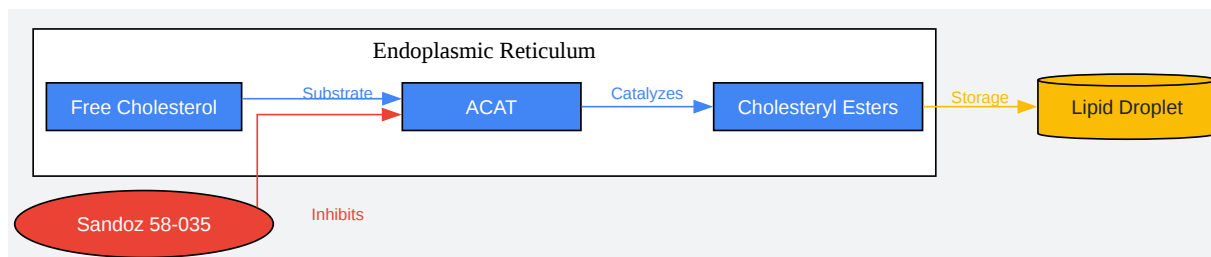 Endoplasmic Reticulum
Free Cholesterol
Substrate
ACAT
Catalyzes
Cholesteryl Esters
Storage
Lipid Droplet
Sandoz 58-035
Inhibits